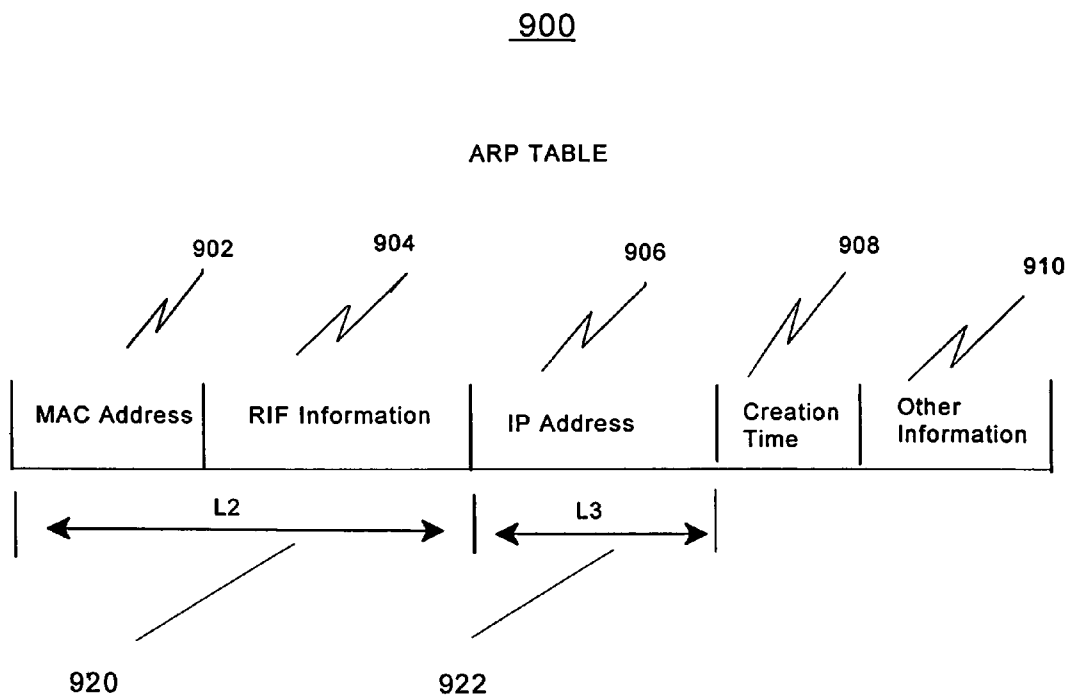 900
ARP TABLE
902
904
906
908
910
MAC Address
RIF Information
IP Address
Creation
Time
Other
Information
L2
L3
920
922